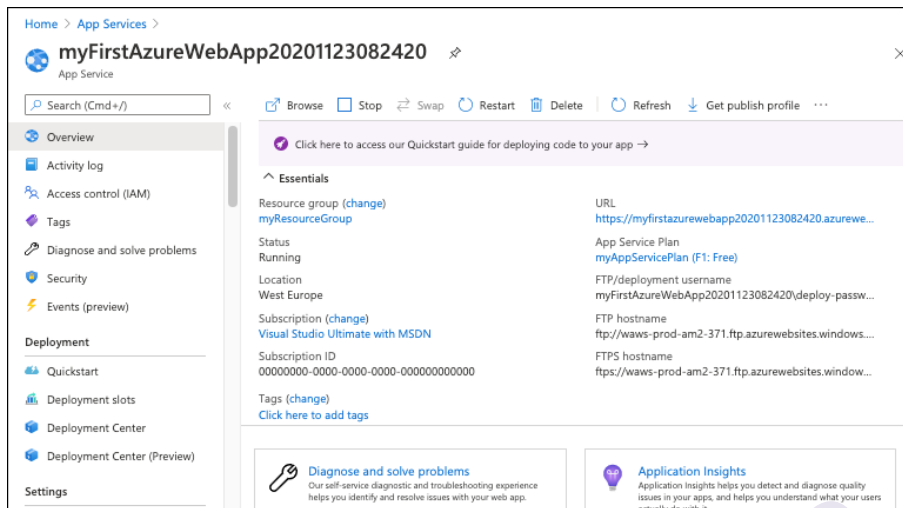 Home > App Services >
myFirstAzureWebApp20201123082420
App Service
Search (Cmd+/)
Browse Stop Swap Restart Delete Refresh Get publish profile ...
Overview
Activity log
Access control (IAM)
Tags
Diagnose and solve problems
Security
Events (preview)
Deployment
Quickstart
Deployment slots
Deployment Center
Deployment Center (Preview)
Settings
Click here to access our Quickstart guide for deploying code to your app →
Essentials
Resource group (change)
myResourceGroup
Status
Running
Location
West Europe
Subscription (change)
Visual Studio Ultimate with MSDN
Subscription ID
00000000-0000-0000-0000-000000000000
Tags (change)
Click here to add tags
URL
https://myfirstazurewebapp20201123082420.azurewe...
App Service Plan
myAppServicePlan (F1: Free)
FTP/deployment username
myFirstAzureWebApp20201123082420\deploy-passw...
FTP hostname
ftp://waws-prod-am2-371.ftp.azurewebsites.windows....
FTPS hostname
ftps://waws-prod-am2-371.ftp.azurewebsites.window...
Diagnose and solve problems
Our self-service diagnostic and troubleshooting experience
helps you identify and resolve issues with your web app.
Application Insights
Application Insights helps you detect and diagnose quality
issues in your apps, and helps you understand what your users